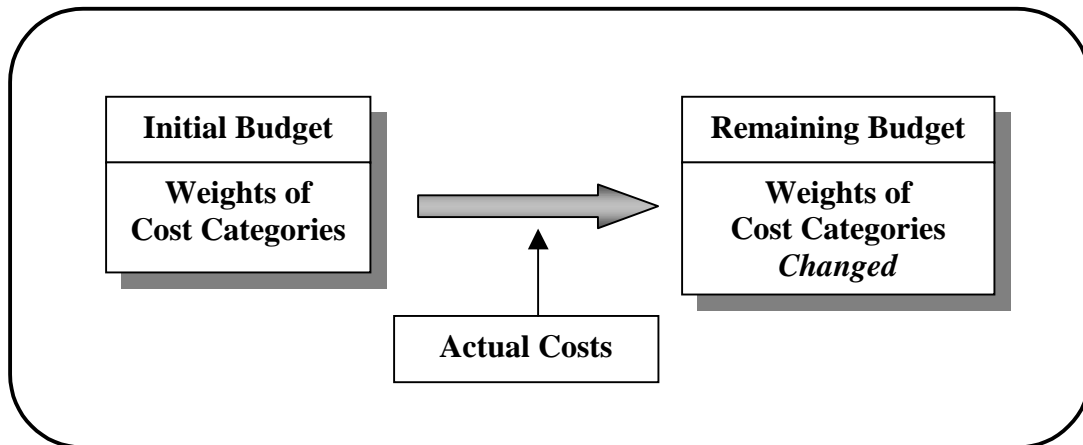 Initial Budget
Weights of
Cost Categories
Remaining Budget
Weights of
Cost Categories
Changed
Actual Costs